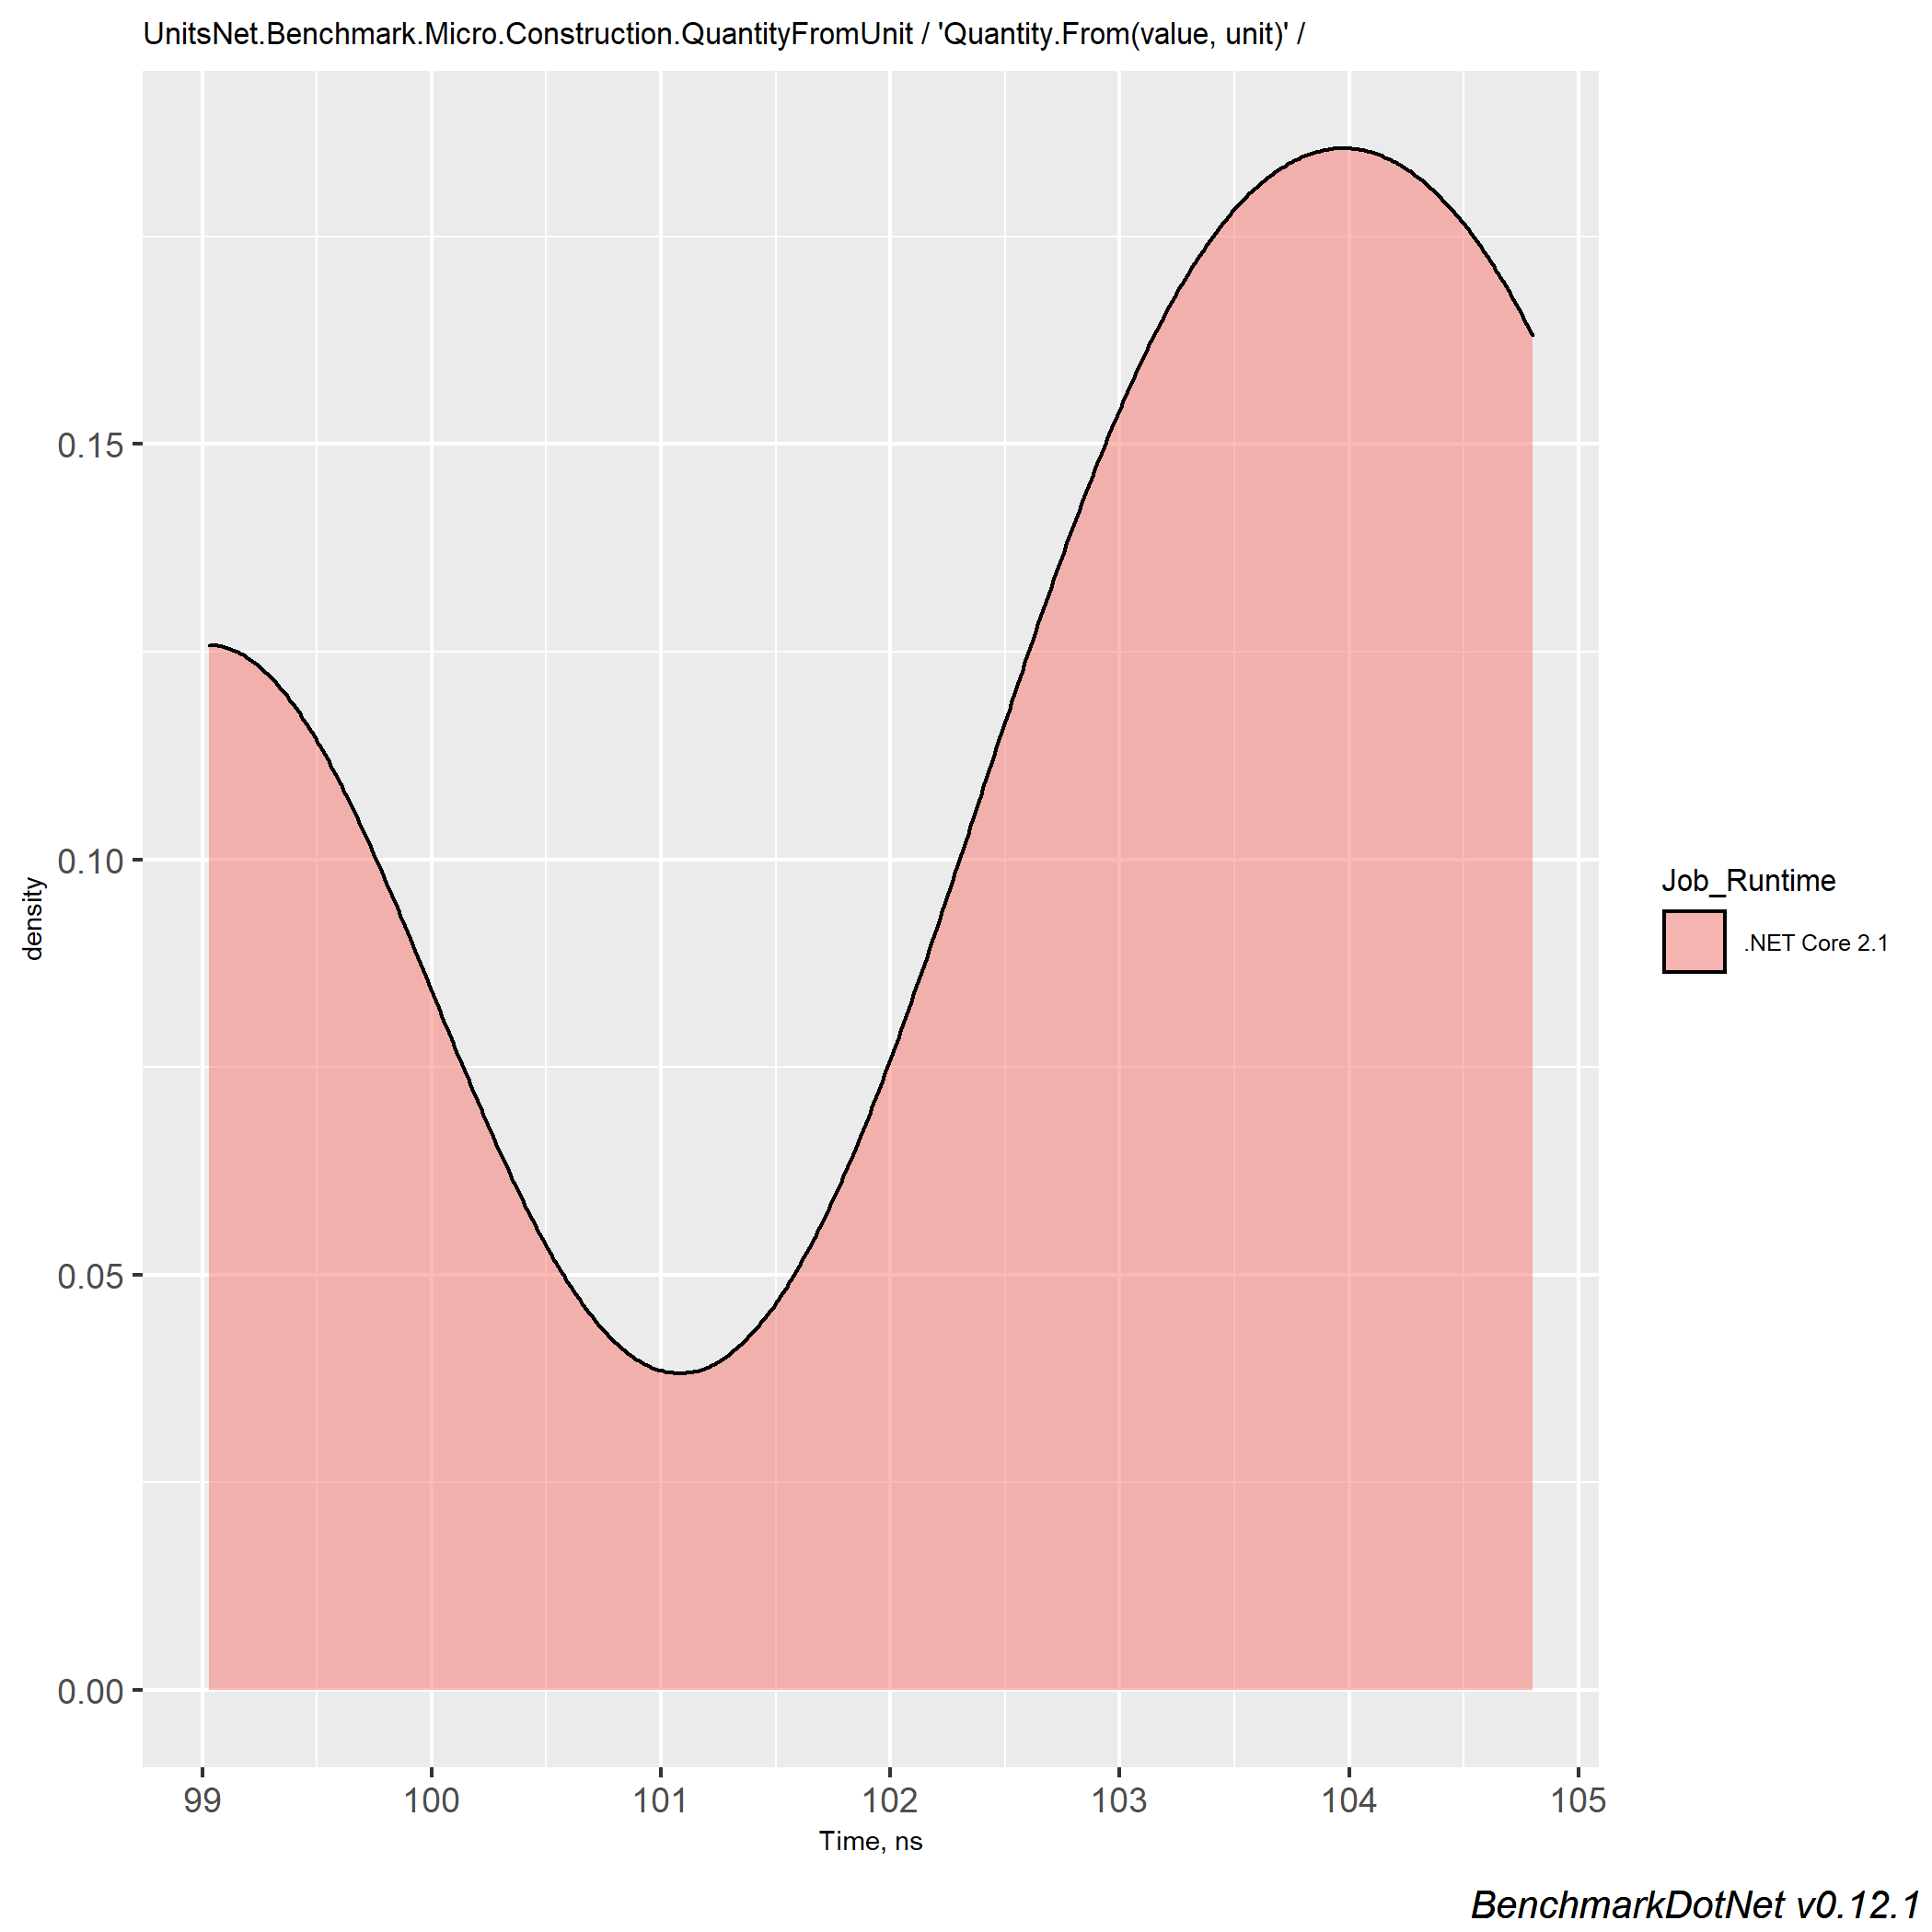 UnitsNet.Benchmark.Micro.Construction.QuantityFromUnit / 'Quantity.From(value, unit)' /
0.15
0.10
0.05
0.00
density
99 100 101 102 103 104 105
Time, ns
Job_Runtime
.NET Core 2.1
BenchmarkDotNet v0.12.1